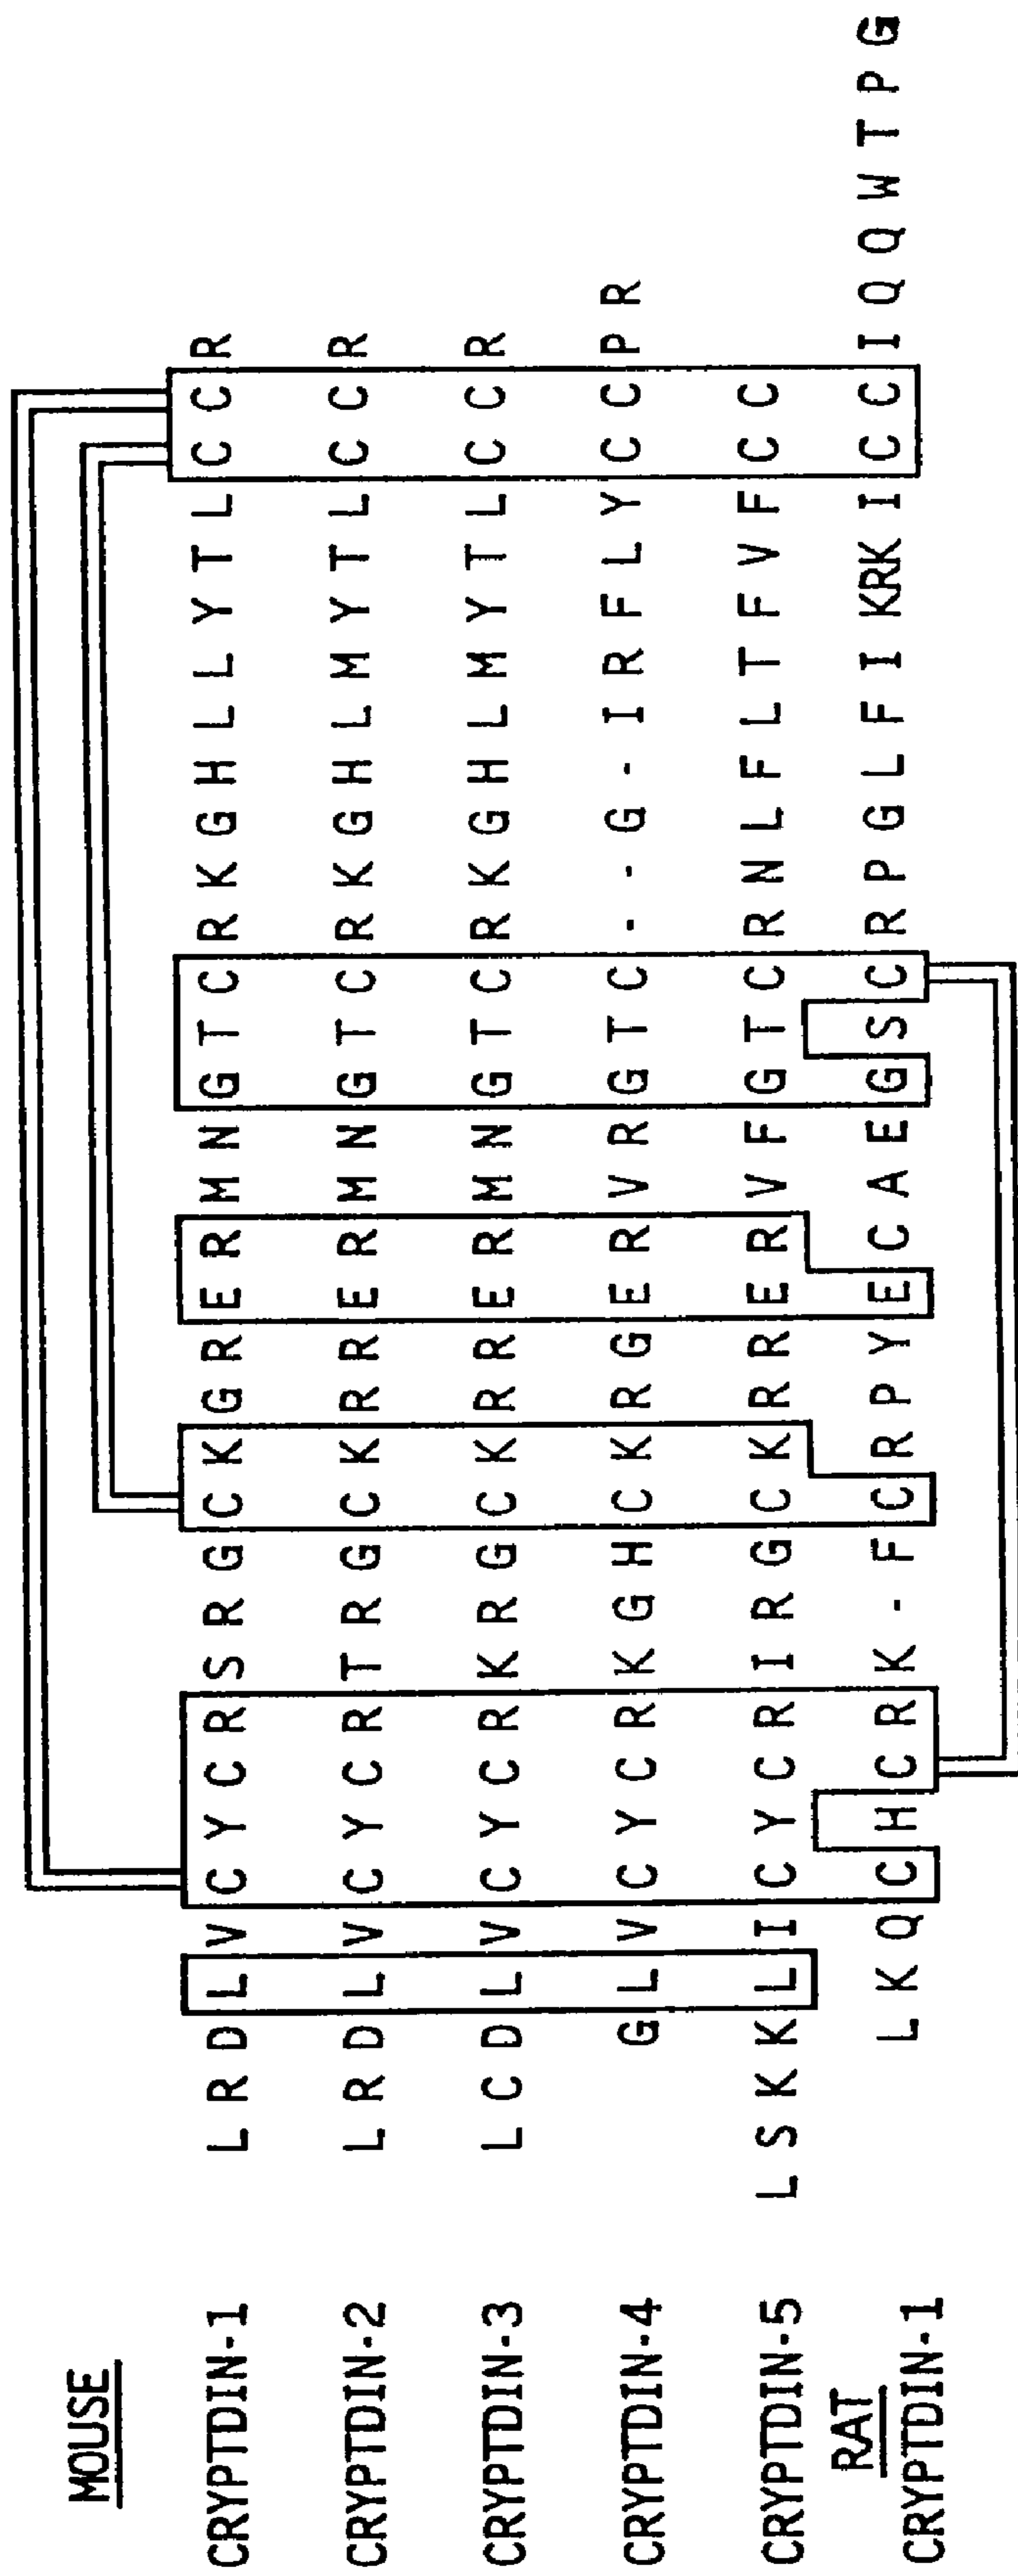 MOUSE
CRYPTDIN-1 L R D L V C Y C R S R G C K G R E R M N G T C R K G H L L Y T L C C R
CRYPTDIN-2 L R D L V C Y C R T R G C K R R E R M N G T C R K G H L M Y T L C C R
CRYPTDIN-3 L C D L V C Y C R K R G C K R R E R M N G T C R K G H L M Y T L C C R
CRYPTDIN-4 G L V C Y C R K G H C K R G E R V R G T C - - G - I R F L Y C C P R
CRYPTDIN-5 L S K K L I C Y C R I R G C K R R E R V F G T C R N L F L T F V F C C
RAT
CRYPTDIN-1 L K Q C H C R K - F C R P Y E C A E G S C R P G L F I KRK I C C I Q Q W T P G